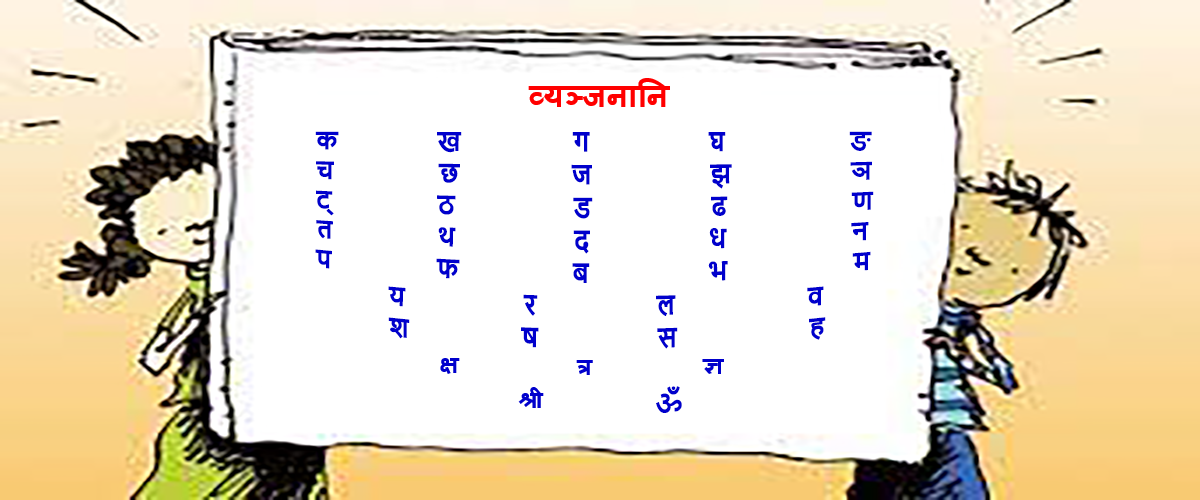 व्यञ्जनानि
क ख ग घ ङ
च छ ज झ ञ
ट् ठ ड ढ ण
त थ द ध न
प फ ब भ म
य र ल व
श ष स ह
क्ष त्र ज्ञ
श्री ॐ